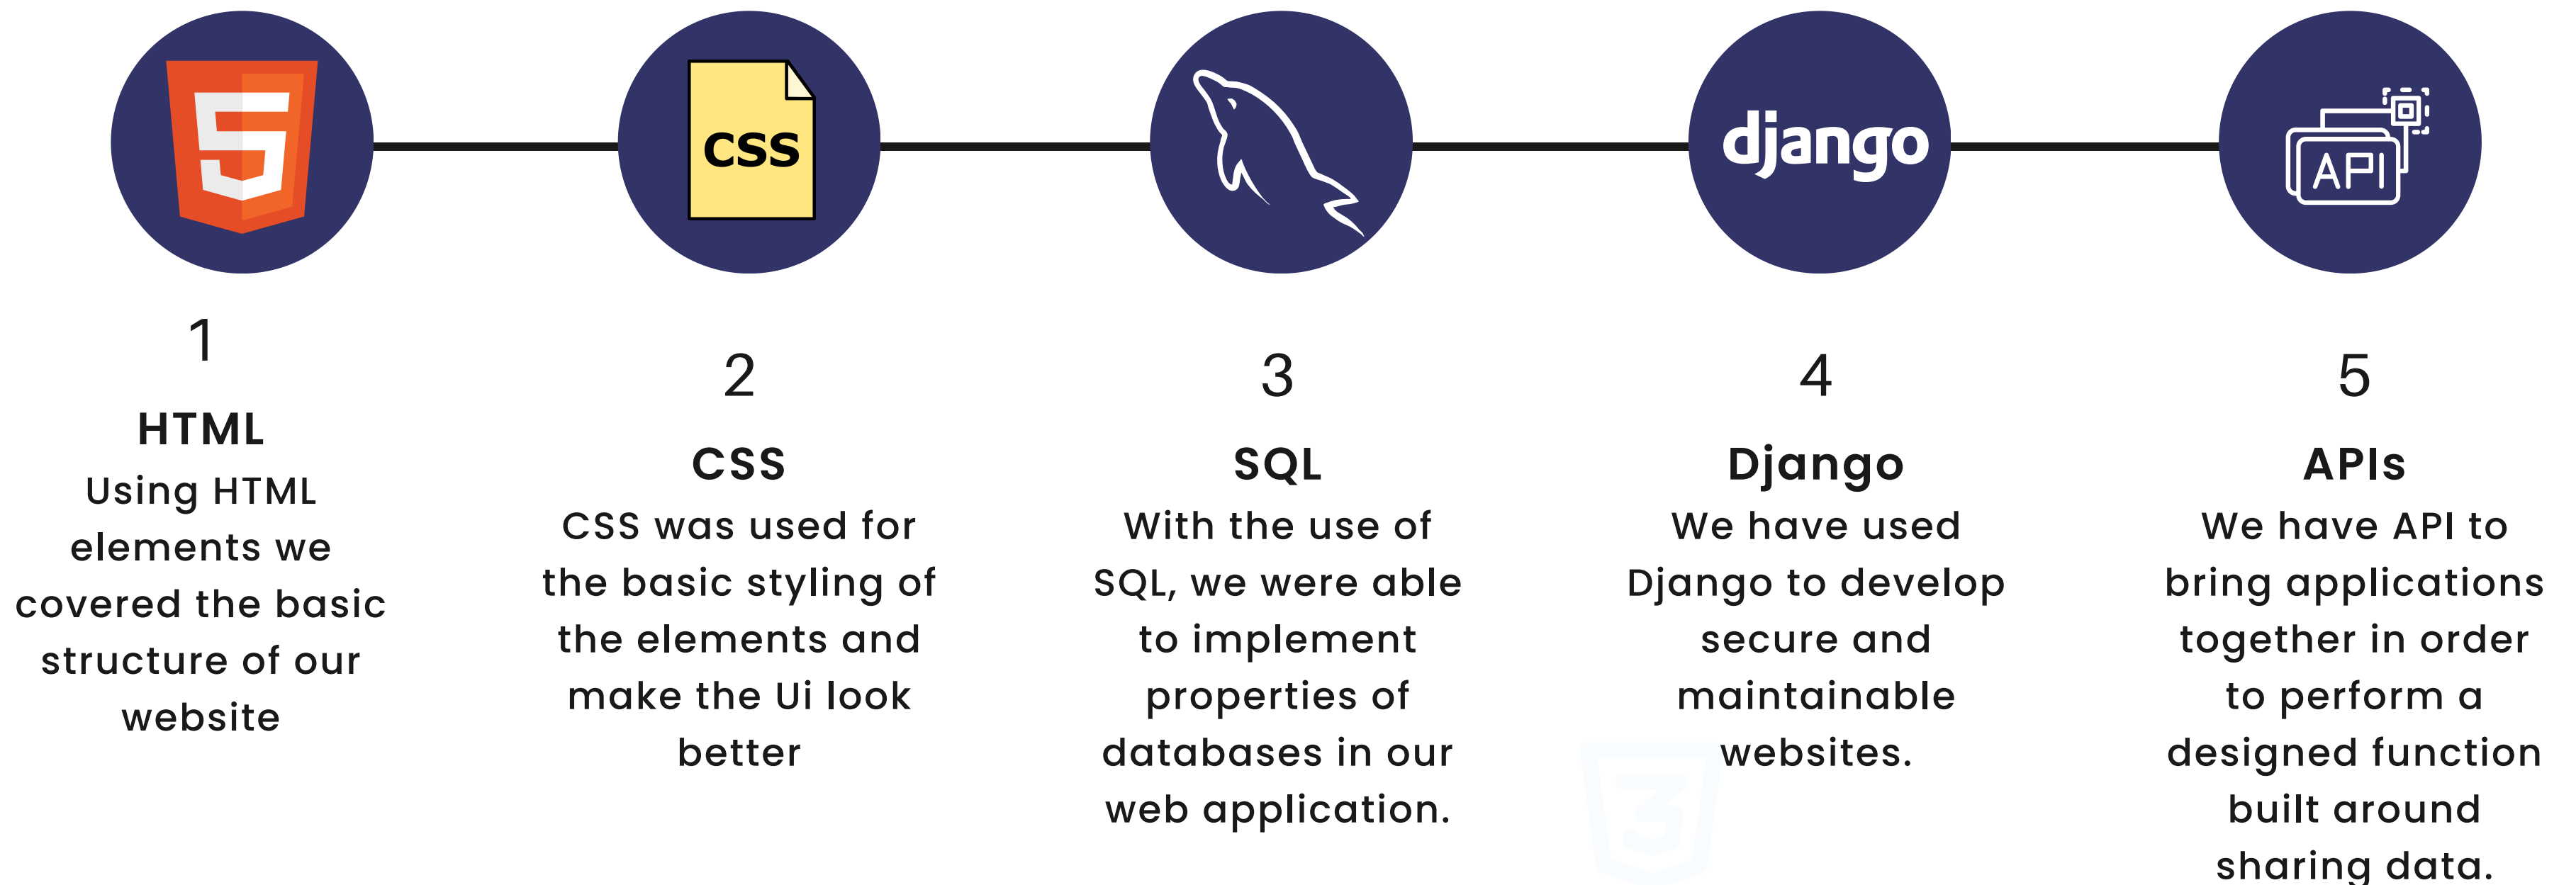 5
CSS
django
API
1
HTML
Using HTML
elements we
covered the basic
structure of our
website
2
CSS
CSS was used for
the basic styling of
the elements and
make the Ui look
better
3
SQL
With the use of
SQL, we were able
to implement
properties of
databases in our
web application.
4
Django
We have used
Django to develop
secure and
maintainable
websites.
3
5
APIs
We have API to
bring applications
together in order
to perform a
designed function
built around
sharing data.